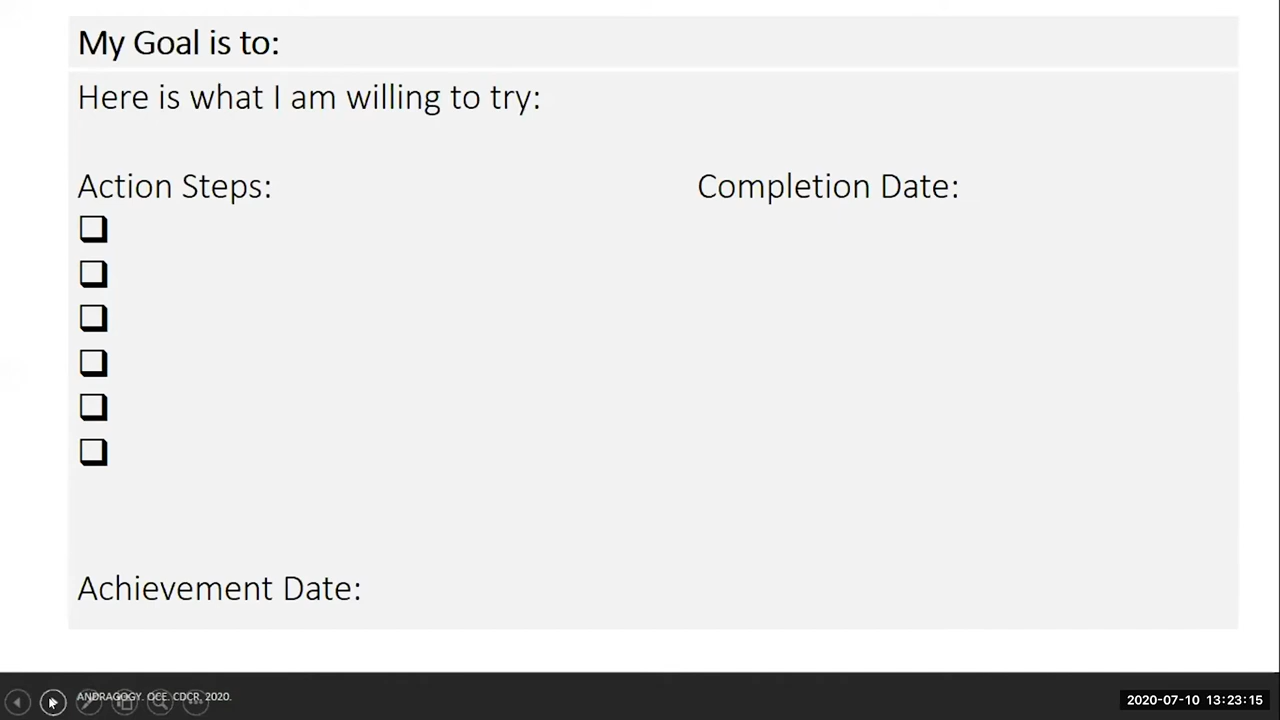 My Goal is to:
Here is what I am willing to try:
Action Steps:
Completion Date:
Achievement Date:
ANDRAGOGY. OCE. CDCR, 2020.
2020-07-10 13:23:15